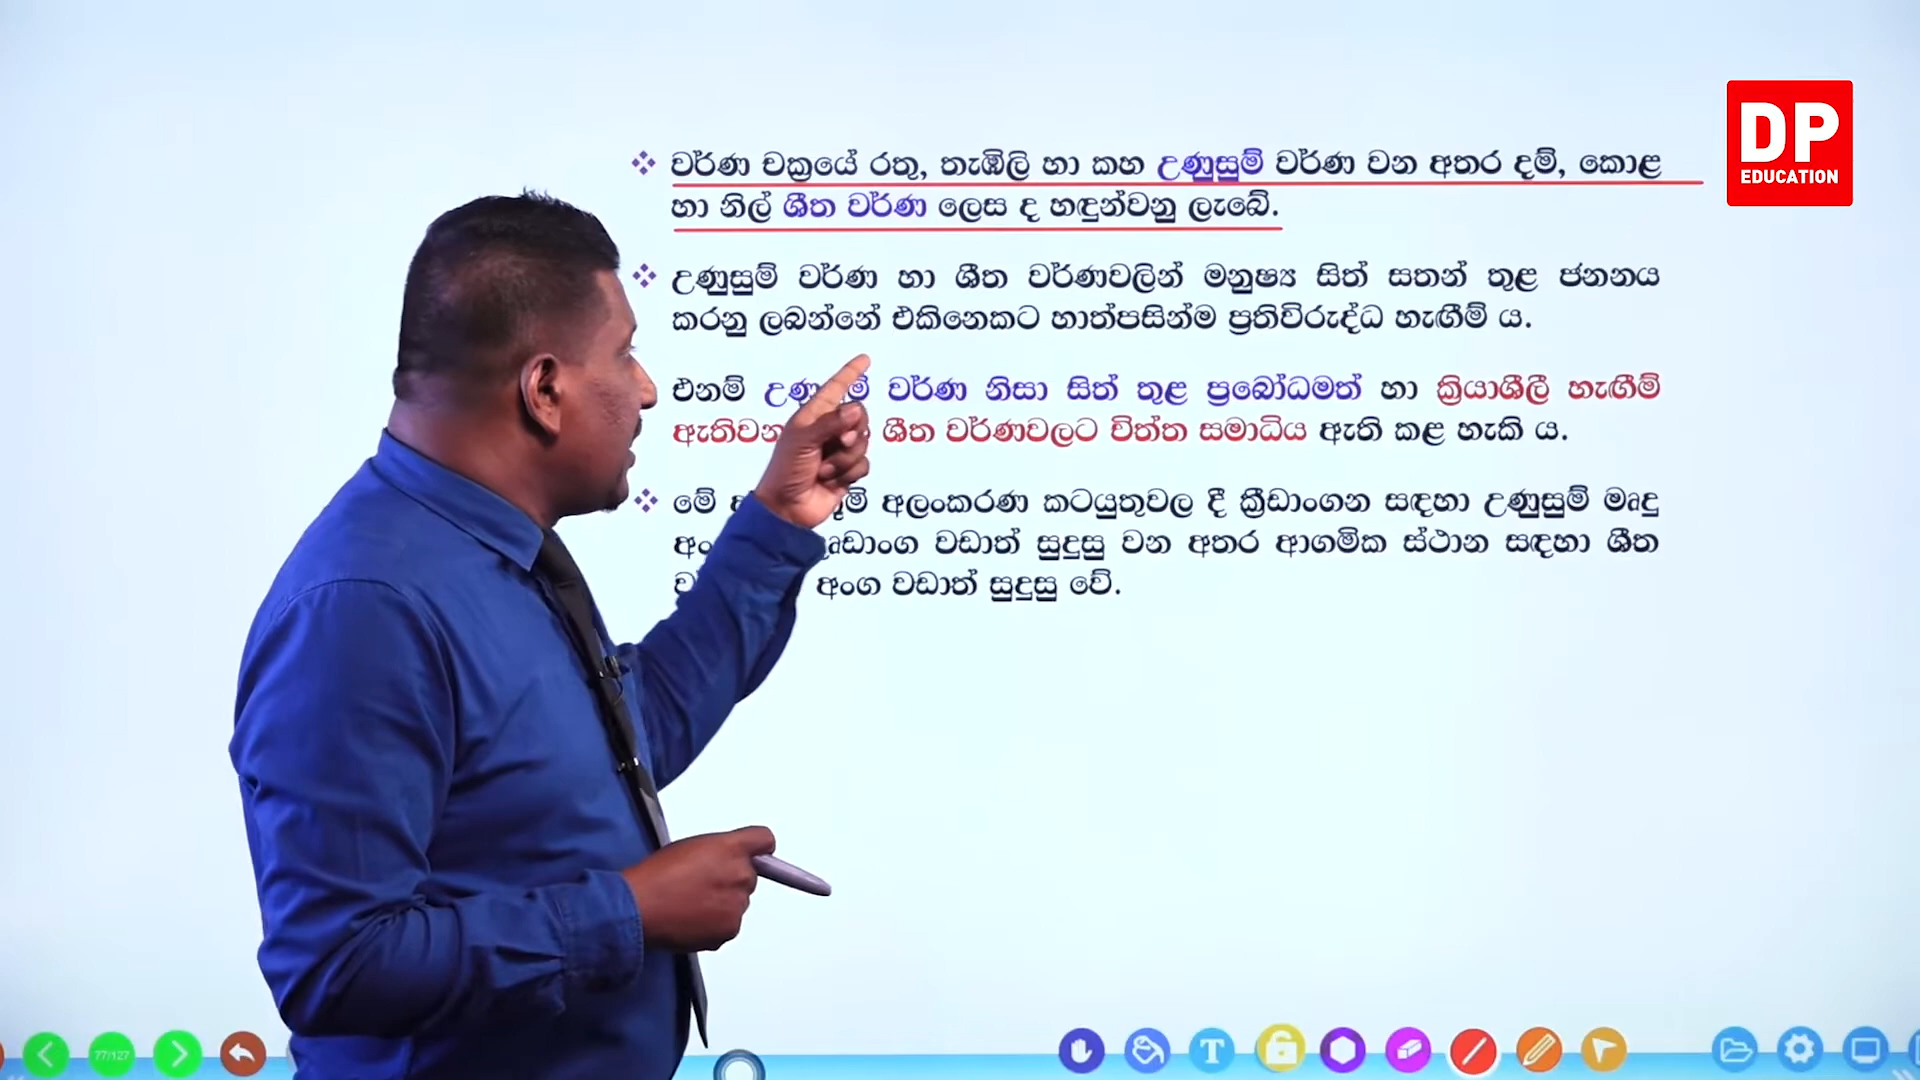 DP
EDUCATION
වර්ණ චක්‍රයේ රතු, තැඹිලි හා කහ උණුසුම් වර්ණ වන අතර දම්, කොළ
හා නිල් ශීත වර්ණ ලෙස ද හඳුන්වනු ලැබේ.
උණුසුම් වර්ණ හා ශීත වර්ණවලින් මනුෂ්‍ය සිත් සතන් තුළ ජනනය
කරනු ලබන්නේ එකිනෙකට හාත්පසින්ම ප්‍රතිවිරුද්ධ හැඟීම් ය.
එනම් වර්ණ නිසා සිත් තුළ ප්‍රබෝධමත් හා ක්‍රියාශීලී හැඟීම්
ශීත වර්ණවලට චිත්ත සමාධිය ඇති කළ හැකි ය.
මේ අලංකරණ කටයුතුවල දී ක්‍රීඩාංගන සඳහා උණුසුම් මෘදු
වඩාත් සුදුසු වන අතර ආගමික ස්ථාන සඳහා ශීත
අංග වඩාත් සුදුසු වේ.
77/127